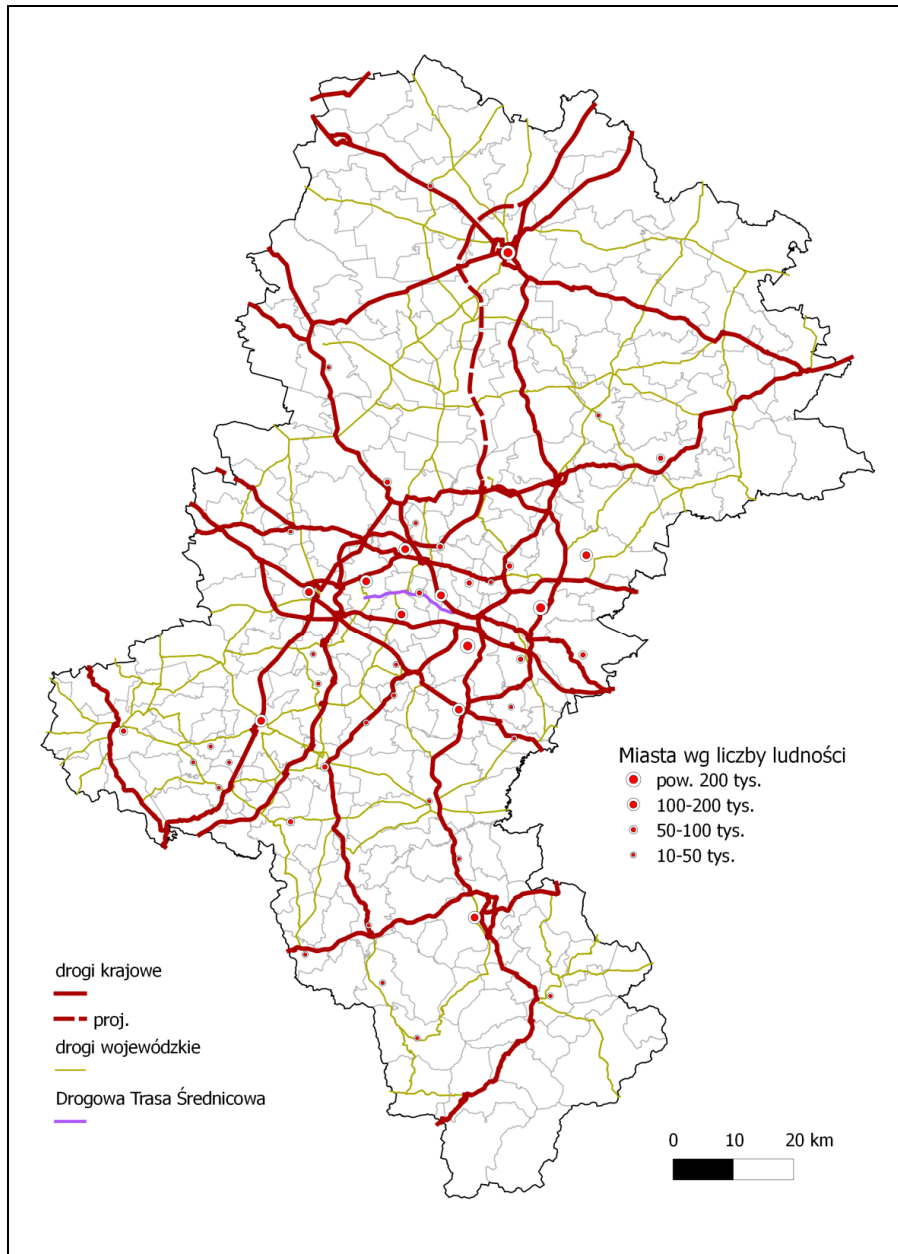 Miasta wg liczby ludności
pow. 200 tys.
100-200 tys.
50-100 tys.
10-50 tys.
drogi krajowe
proj.
drogi wojewódzkie
Drogowa Trasa Średnicowa
0 10 20 km